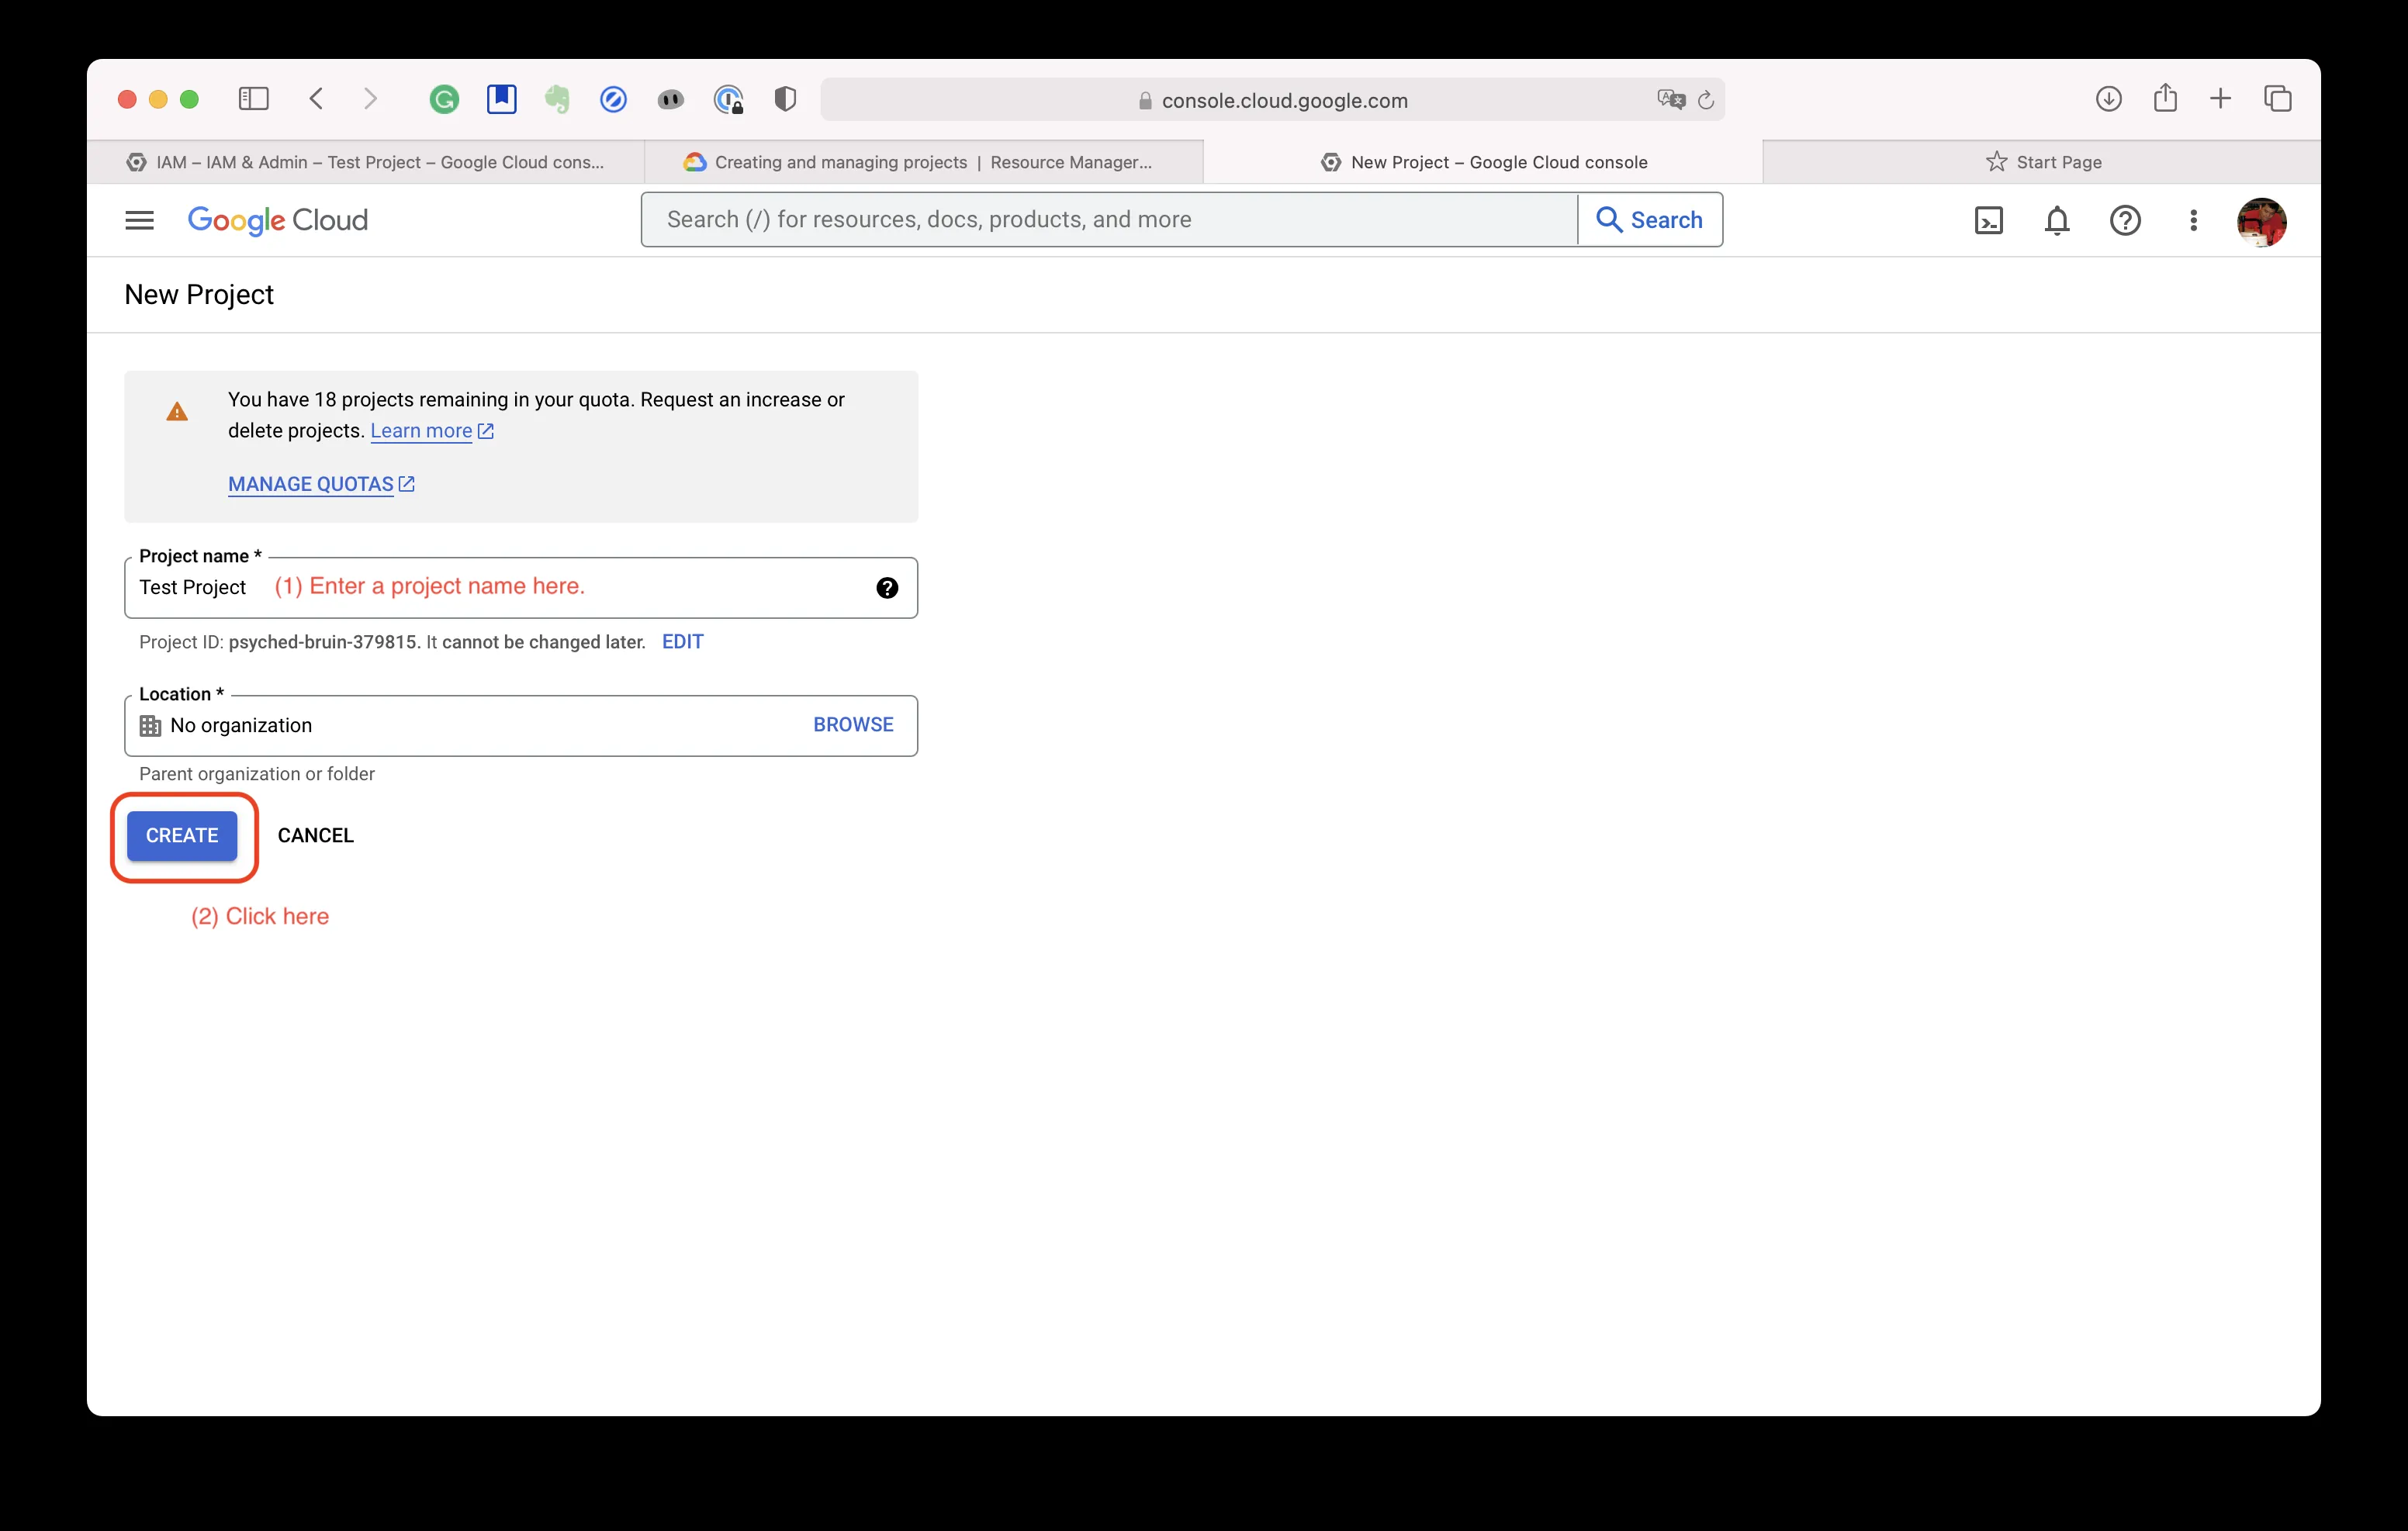 console.cloud.google.com
IAM – IAM & Admin – Test Project – Google Cloud cons...
Creating and managing projects | Resource Manager...
New Project – Google Cloud console
Start Page
Google Cloud
Search (/) for resources, docs, products, and more
Search
New Project
You have 18 projects remaining in your quota. Request an increase or
delete projects. Learn more
MANAGE QUOTAS
Project name *
Test Project (1) Enter a project name here.
Project ID: psyched-bruin-379815. It cannot be changed later. EDIT
Location *
No organization BROWSE
Parent organization or folder
CREATE CANCEL
(2) Click here